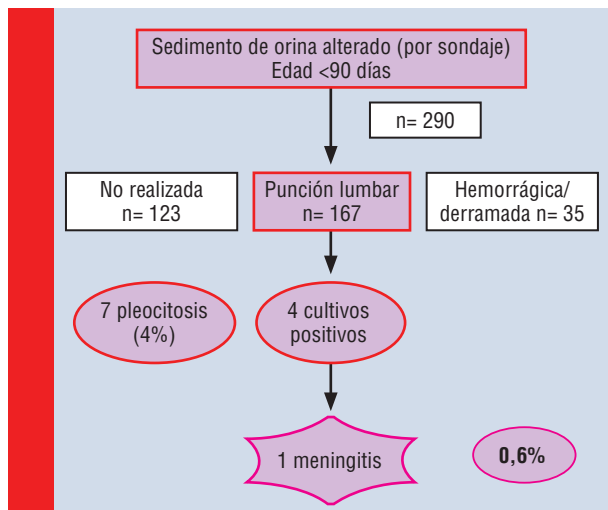 Sedimento de orina alterado (por sondaje)
Edad <90 días
n= 290
No realizada
n= 123
Punción lumbar
n= 167
Hemorrágica/
derramada n= 35
7 pleocitosis
(4%)
4 cultivos
positivos
1 meningitis
0,6%